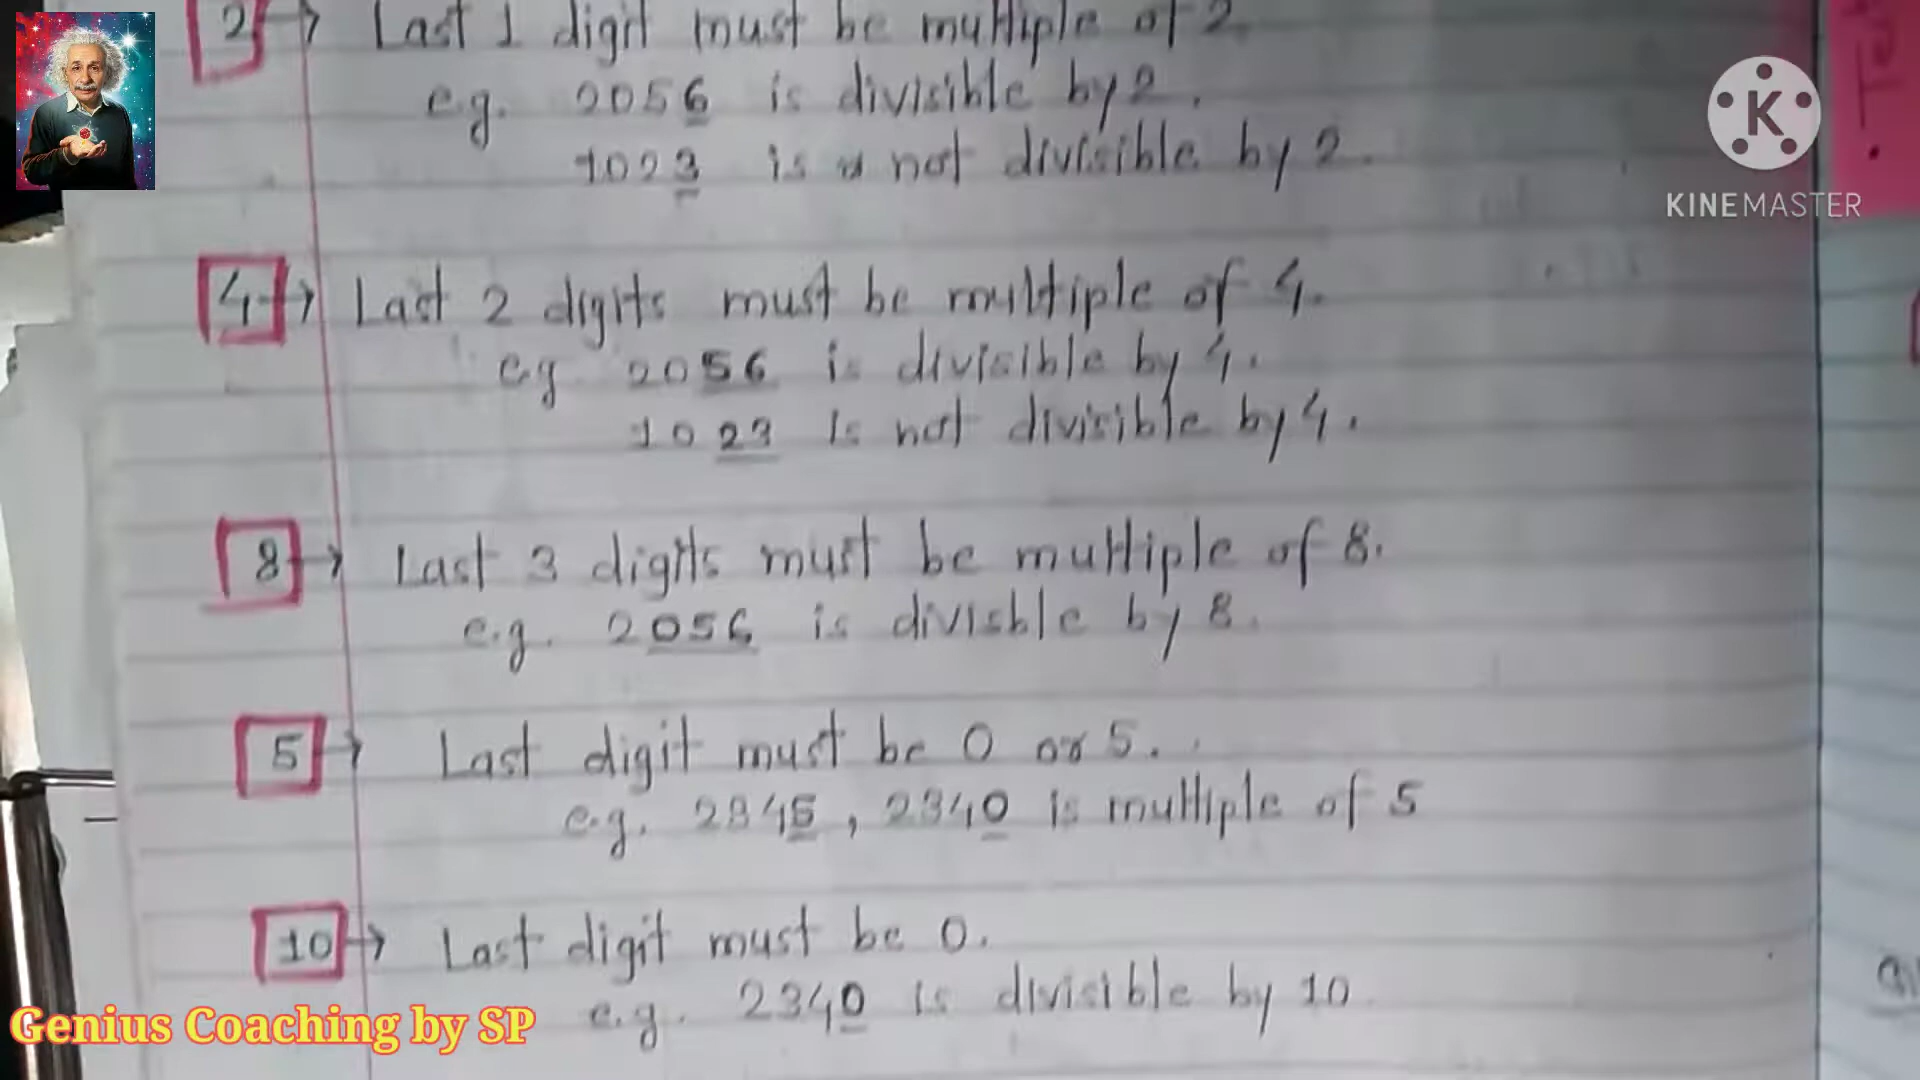 2 → Last 1 digit must be multiple of 2.
e.g. 2056 is divisible by 2.
1023 is not divisible by 2.
KINEMASTER
4 → Last 2 digits must be multiple of 4.
e.g 2056 is divisible by 4.
1023 is not divisible by 4.
8 → Last 3 digits must be multiple of 8.
e.g. 2056 is divisble by 8.
5 → Last digit must be 0 or 5.
e.g. 2345, 2340 is multiple of 5
10 → Last digit must be 0.
e.g. 2340 is divisible by 10
Genius Coaching by SP